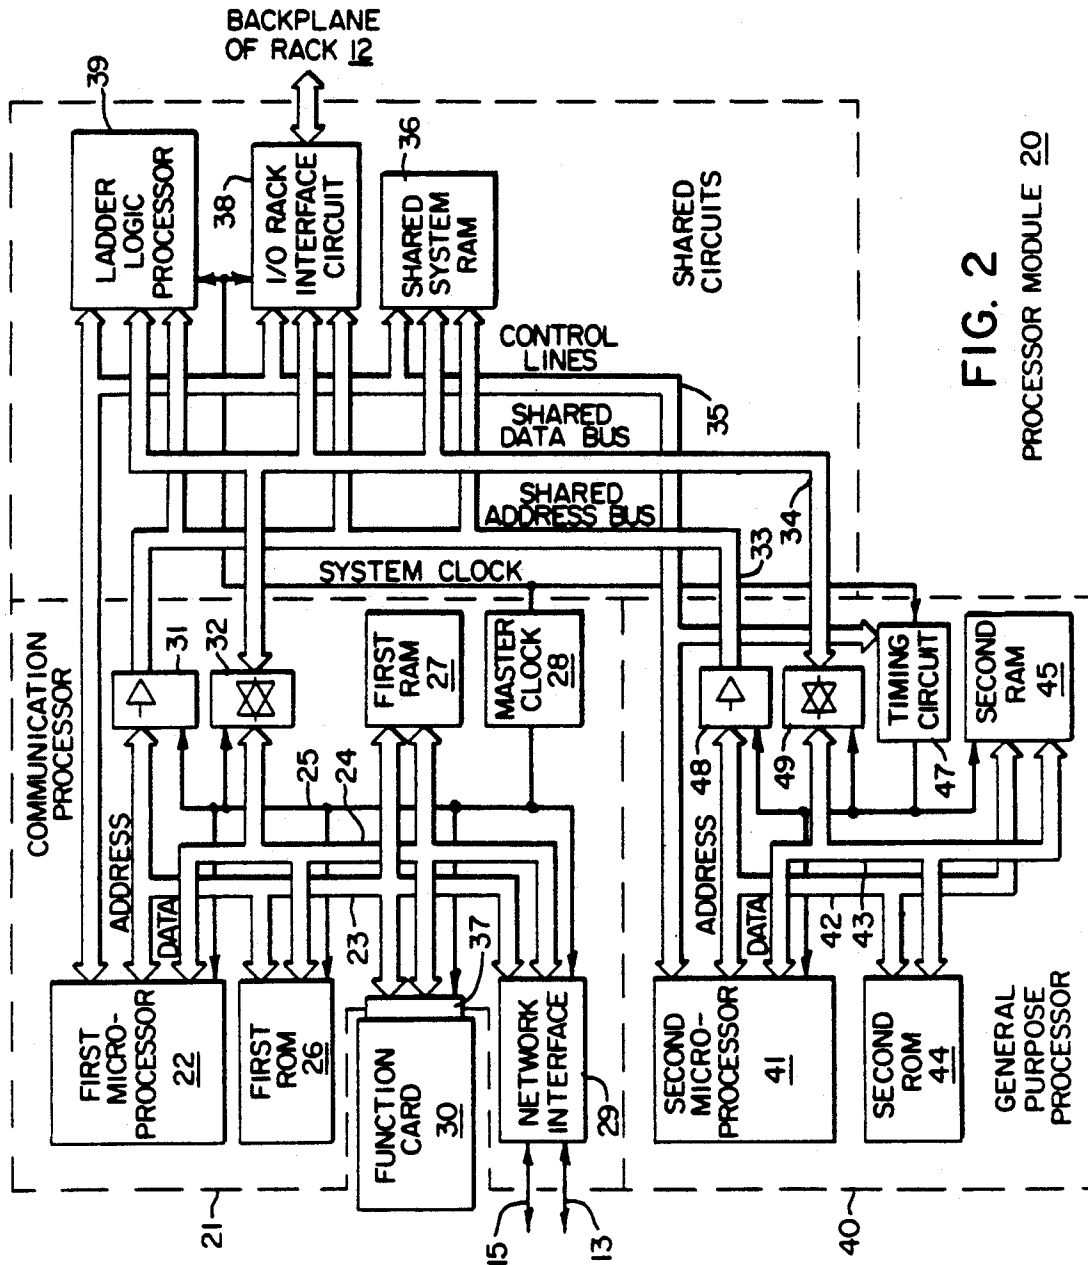 BACKPLANE
OF RACK 12
39
LADDER
LOGIC
PROCESSOR
38
I/O RACK
INTERFACE
CIRCUIT
36
SHARED
SYSTEM
RAM
SHARED
CIRCUITS
CONTROL
LINES
35
SHARED
DATA BUS
34
SHARED
ADDRESS BUS
33
SYSTEM CLOCK
COMMUNICATION
PROCESSOR
31
32
FIRST
RAM
27
MASTER
CLOCK
28
ADDRESS
DATA
25
24
23
FIRST
MICRO-
PROCESSOR
22
FIRST
ROM
26
FUNCTION
CARD
30
37
NETWORK
INTERFACE
29
21
15
13
48
49
TIMING
CIRCUIT
47
SECOND
RAM
45
ADDRESS
DATA
42
43
SECOND
MICRO-
PROCESSOR
41
SECOND
ROM
44
GENERAL
PURPOSE
PROCESSOR
40
FIG. 2
PROCESSOR MODULE 20